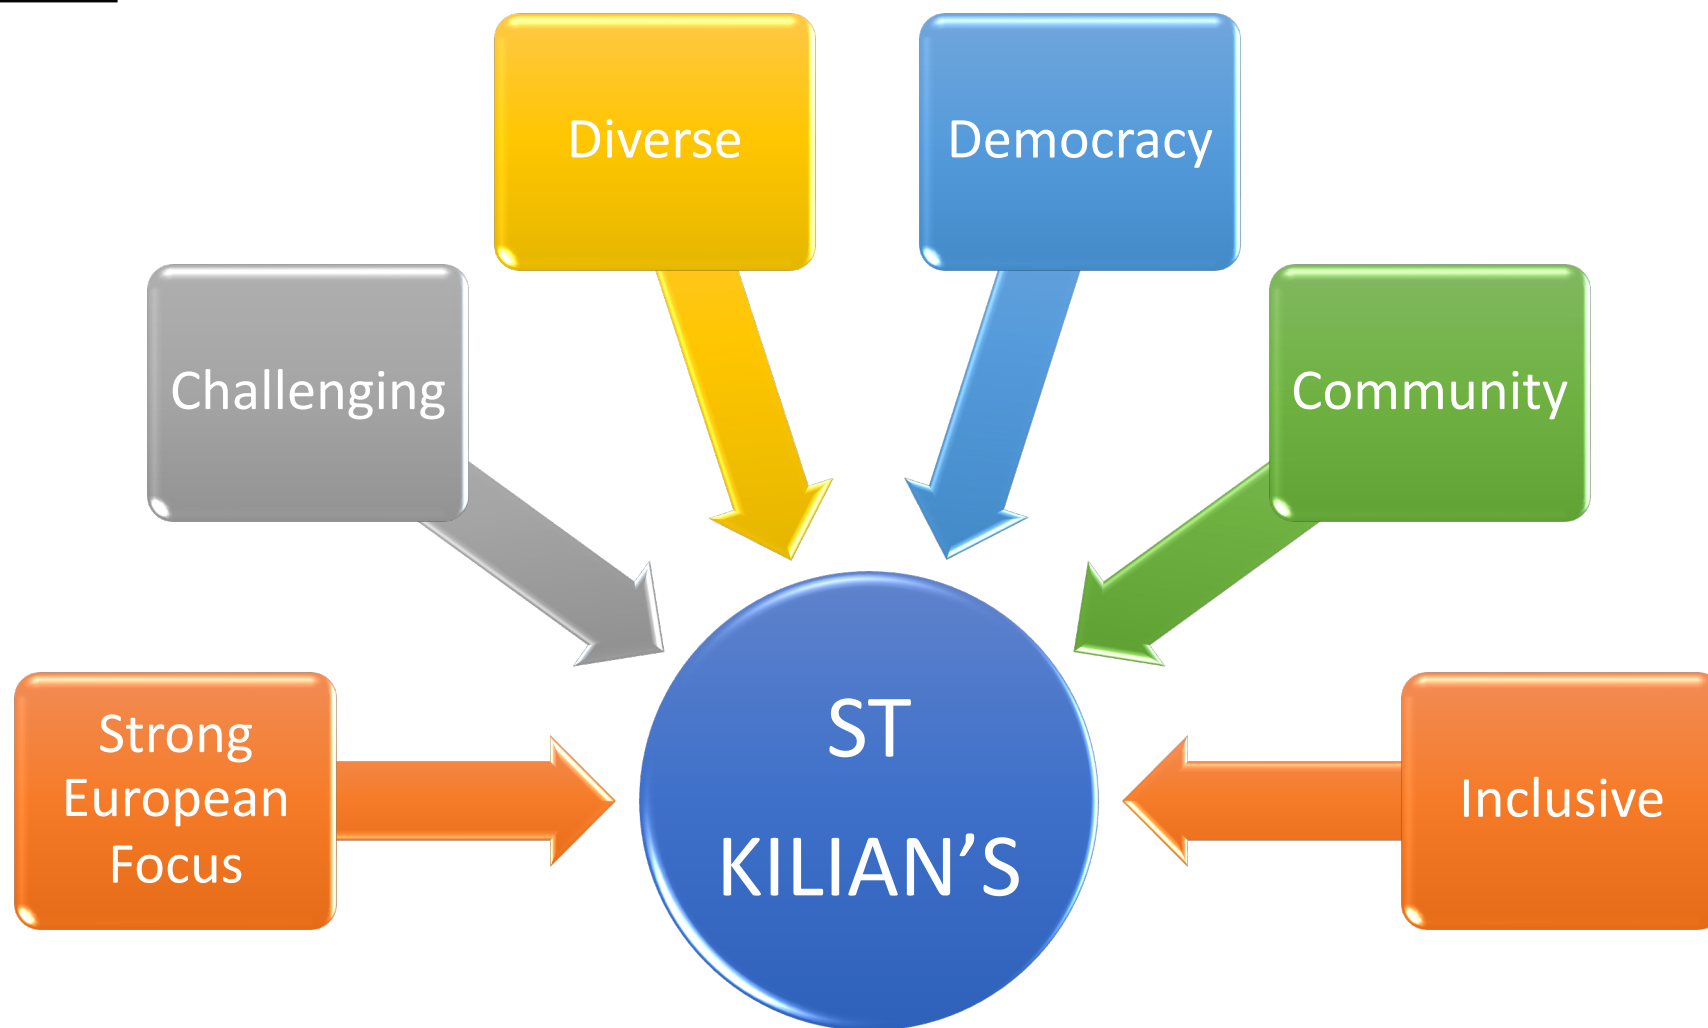 Diverse
Democracy
Challenging
Community
Strong
European
Focus
ST
KILIAN’S
Inclusive